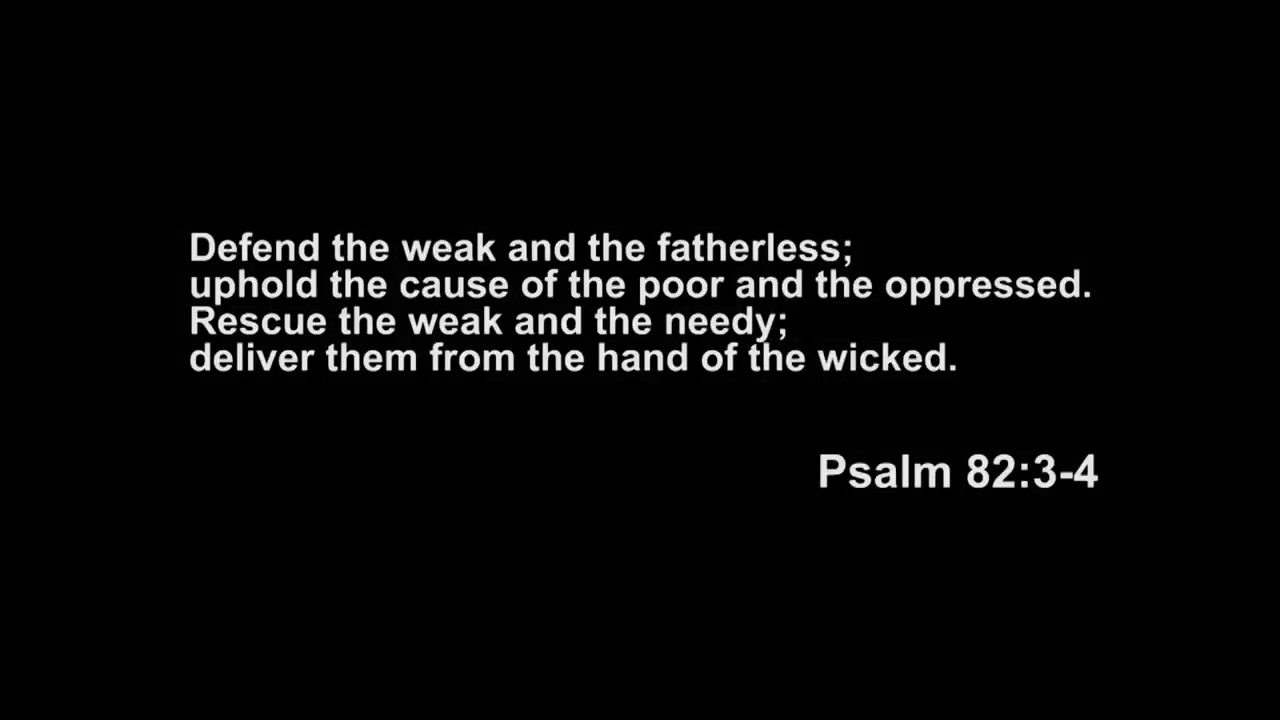 Defend the weak and the fatherless;
uphold the cause of the poor and the oppressed.
Rescue the weak and the needy;
deliver them from the hand of the wicked.
Psalm 82:3-4